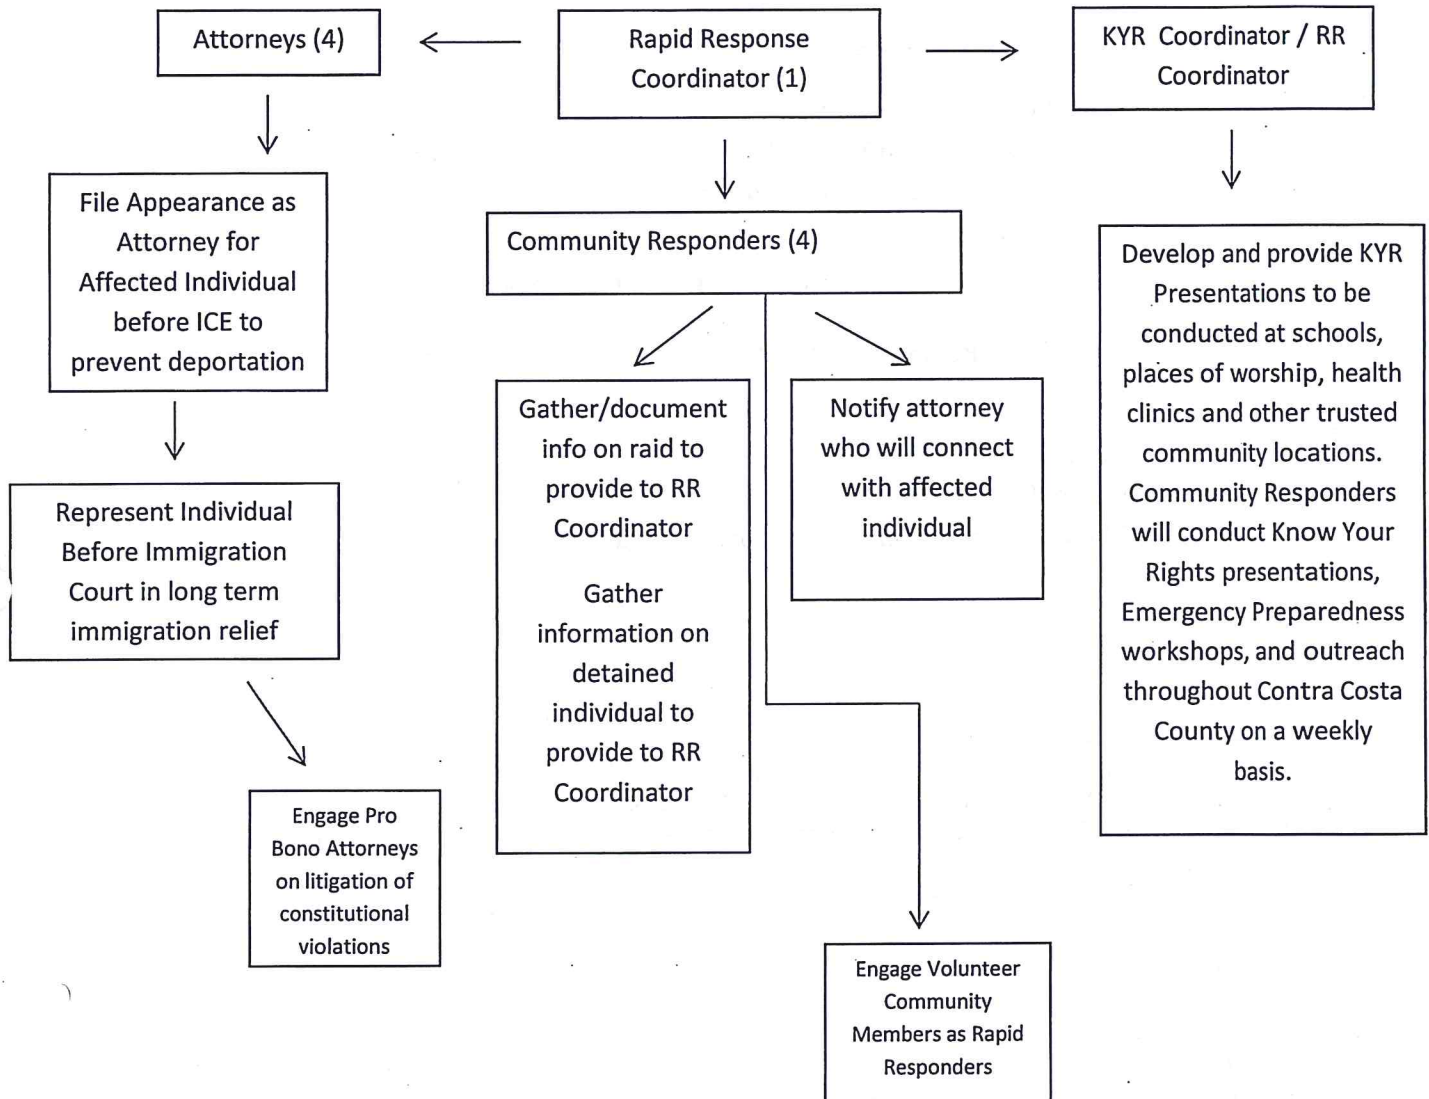 Attorneys (4)
Rapid Response
Coordinator (1)
KYR Coordinator / RR
Coordinator
File Appearance as
Attorney for
Affected Individual
before ICE to
prevent deportation
Represent Individual
Before Immigration
Court in long term
immigration relief
Engage Pro
Bono Attorneys
on litigation of
constitutional
violations
Community Responders (4)
Gather/document
info on raid to
provide to RR
Coordinator
Gather
information on
detained
individual to
provide to RR
Coordinator
Notify attorney
who will connect
with affected
individual
Engage Volunteer
Community
Members as Rapid
Responders
Develop and provide KYR
Presentations to be
conducted at schools,
places of worship, health
clinics and other trusted
community locations.
Community Responders
will conduct Know Your
Rights presentations,
Emergency Preparedness
workshops, and outreach
throughout Contra Costa
County on a weekly
basis.